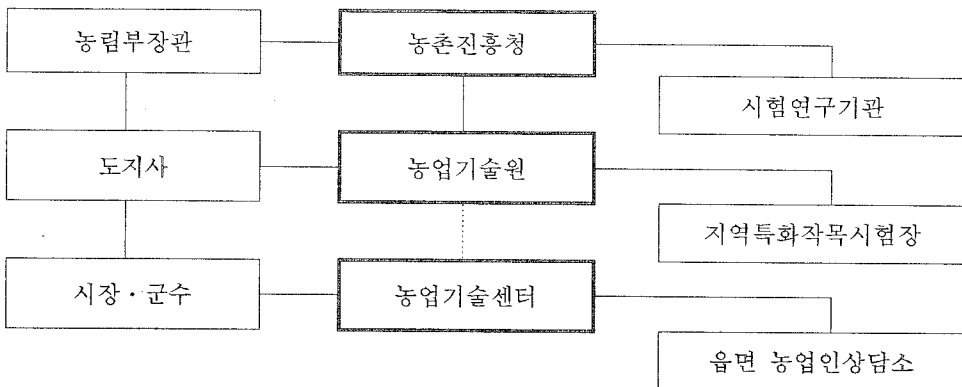 농림부장관
농촌진흥청
시험연구기관
도지사
농업기술원
지역특화작목시험장
시장·군수
농업기술센터
읍면 농업인상담소